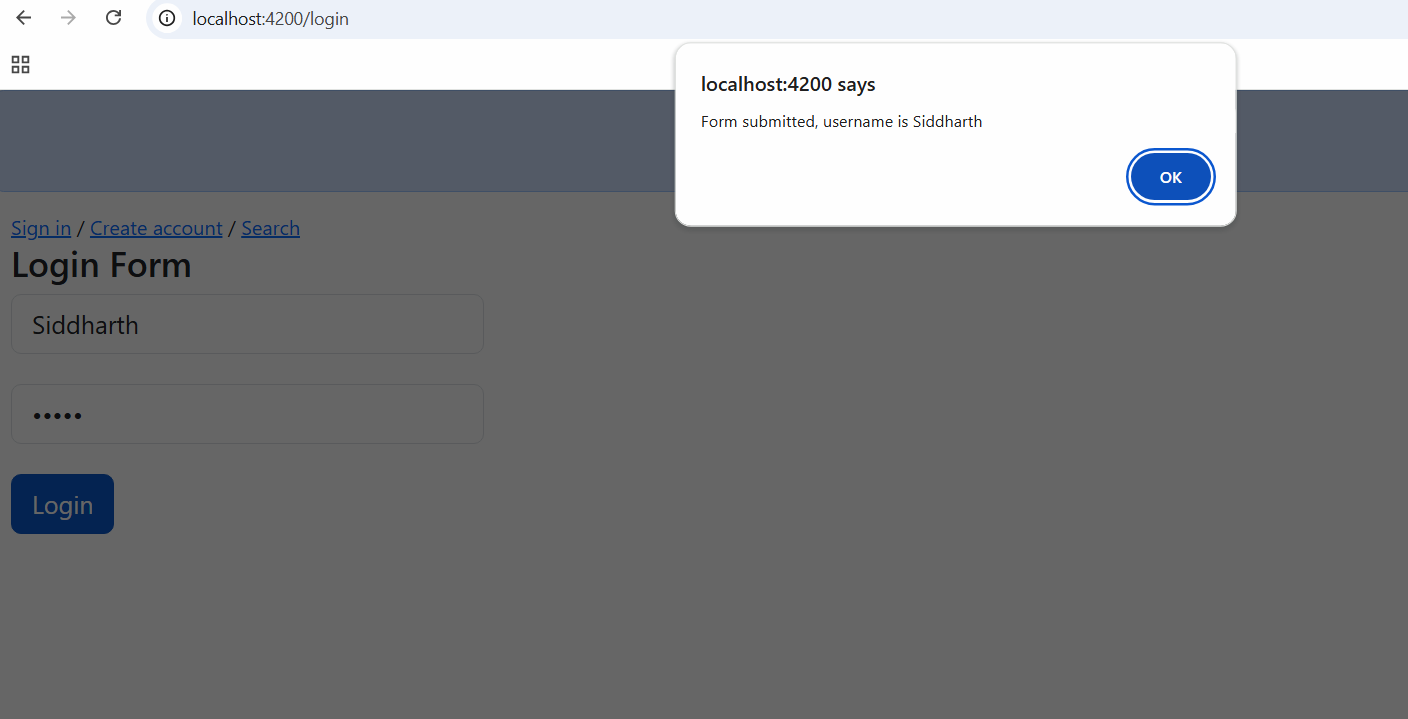 localhost:4200/login
localhost:4200 says
Form submitted, username is Siddharth
OK
Sign in / Create account / Search
Login Form
Siddharth
•••••
Login